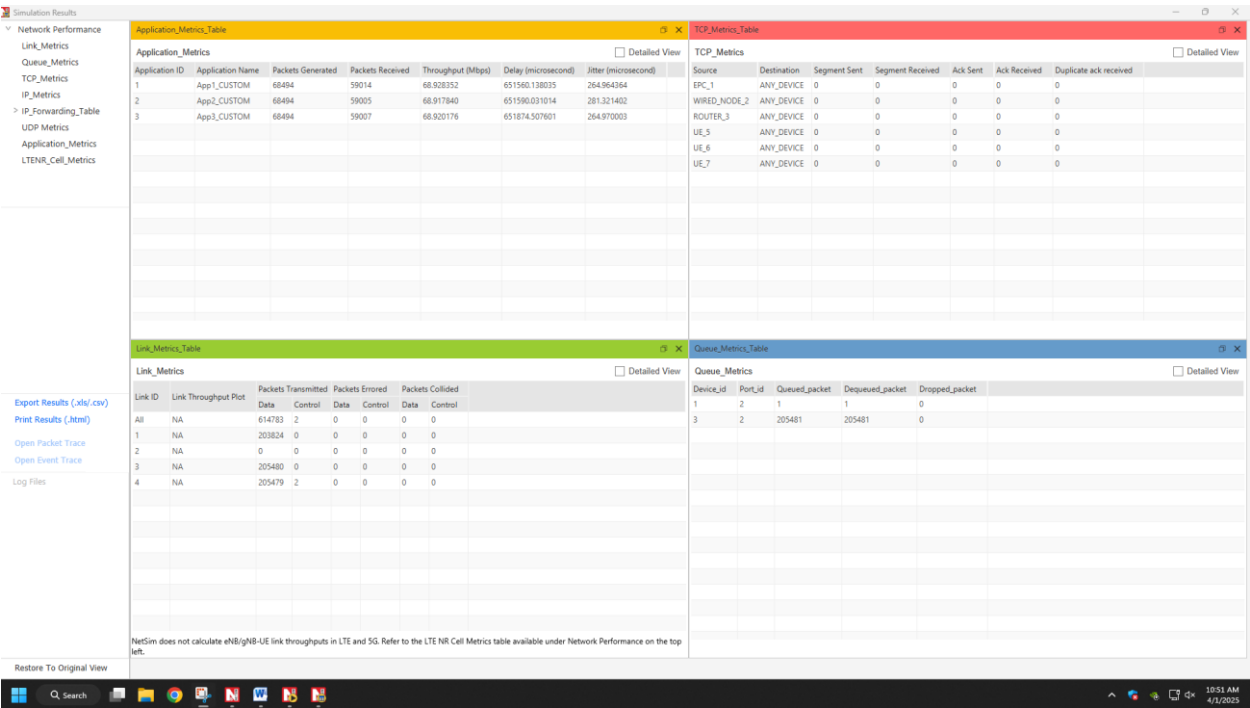 Simulation Results
Network Performance
Link_Metrics
Queue_Metrics
TCP_Metrics
IP_Metrics
IP_Forwarding_Table
UDP Metrics
Application_Metrics
LTENR_Cell_Metrics
Export Results (.xls/.csv)
Print Results (.html)
Open Packet Trace
Open Event Trace
Log Files
Restore To Original View
Application_Metrics_Table
Application_Metrics Detailed View
Application ID Application Name Packets Generated Packets Received Throughput (Mbps) Delay (microsecond) Jitter (microsecond)
1 App1_CUSTOM 68494 59014 68.928352 651560.138035 264.964364
2 App2_CUSTOM 68494 59005 68.917840 651590.031014 281.321402
3 App3_CUSTOM 68494 59007 68.920176 651874.507601 264.970003
TCP_Metrics_Table
TCP_Metrics Detailed View
Source Destination Segment Sent Segment Received Ack Sent Ack Received Duplicate ack received
EPC_1 ANY_DEVICE 0 0 0 0 0
WIRED_NODE_2 ANY_DEVICE 0 0 0 0 0
ROUTER_3 ANY_DEVICE 0 0 0 0 0
UE_5 ANY_DEVICE 0 0 0 0 0
UE_6 ANY_DEVICE 0 0 0 0 0
UE_7 ANY_DEVICE 0 0 0 0 0
Link_Metrics_Table
Link_Metrics Detailed View
Link ID Link Throughput Plot Packets Transmitted Packets Errored Packets Collided
Data Control Data Control Data Control
All NA 614783 2 0 0 0 0
1 NA 203824 0 0 0 0 0
2 NA 0 0 0 0 0 0
3 NA 205480 0 0 0 0 0
4 NA 205479 2 0 0 0 0
NetSim does not calculate eNB/gNB-UE link throughputs in LTE and 5G. Refer to the LTE NR Cell Metrics table available under Network Performance on the top
left.
Queue_Metrics_Table
Queue_Metrics Detailed View
Device_id Port_id Queued_packet Dequeued_packet Dropped_packet
1 2 1 1 0
3 2 205481 205481 0
Search
10:51 AM
4/1/2025